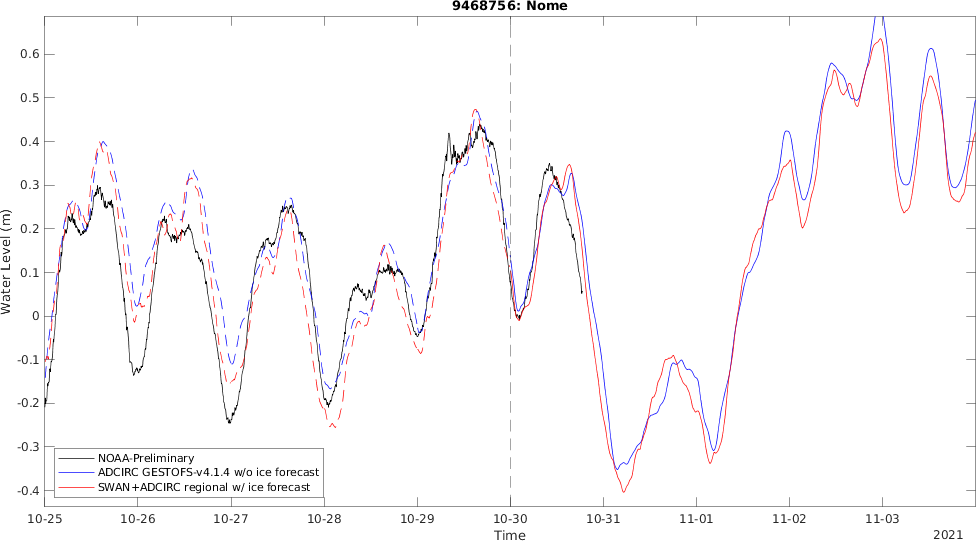 9468756: Nome
Water Level (m)
0.6
0.5
0.4
0.3
0.2
0.1
0
-0.1
-0.2
-0.3
-0.4
NOAA-Preliminary
ADCIRC GESTOFS-v4.1.4 w/o ice forecast
SWAN+ADCIRC regional w/ ice forecast
10-25 10-26 10-27 10-28 10-29 10-30 10-31 11-01 11-02 11-03
Time
2021